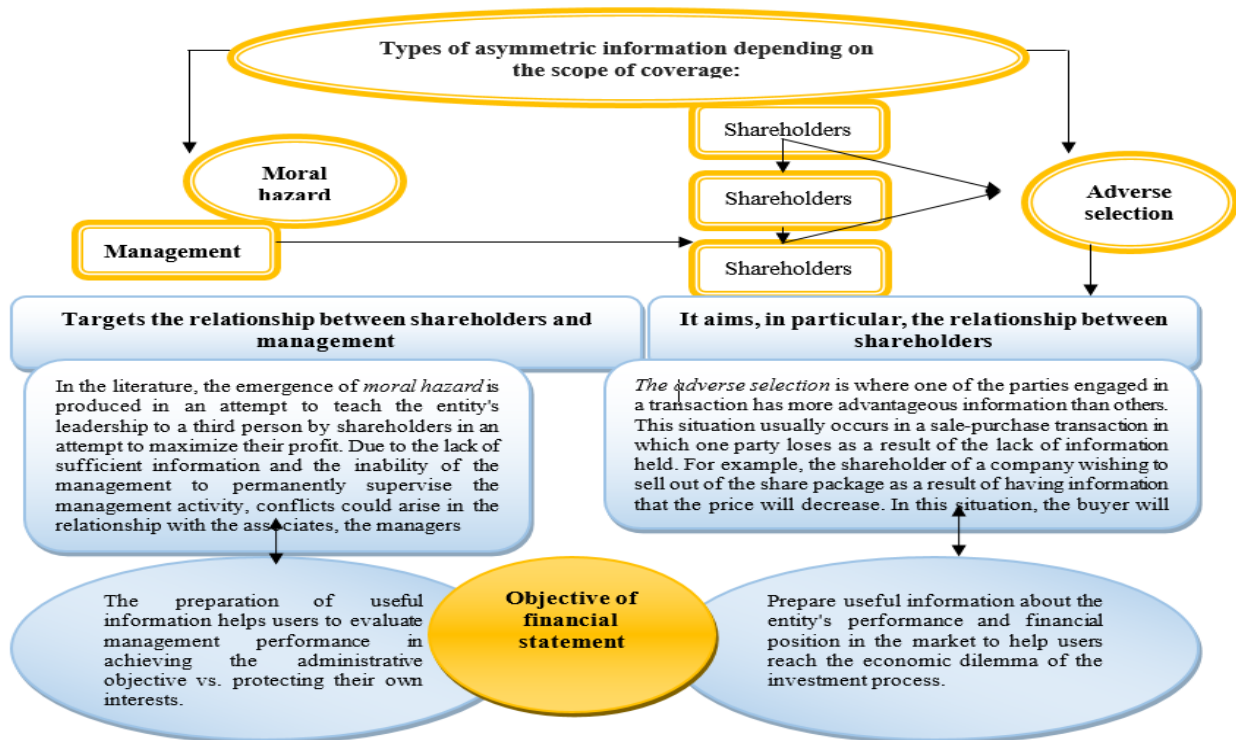 Types of asymmetric information depending on
the scope of coverage:
Shareholders
Moral
hazard
Shareholders
Adverse
selection
Management
Shareholders
Targets the relationship between shareholders and
management
It aims, in particular, the relationship between
shareholders
In the literature, the emergence of moral hazard is
produced in an attempt to teach the entity's
leadership to a third person by shareholders in an
attempt to maximize their profit. Due to the lack of
sufficient information and the inability of the
management to permanently supervise the
management activity, conflicts could arise in the
relationship with the associates, the managers
The adverse selection is where one of the parties engaged in
a transaction has more advantageous information than others.
This situation usually occurs in a sale-purchase transaction in
which one party loses as a result of the lack of information
held. For example, the shareholder of a company wishing to
sell out of the share package as a result of having information
that the price will decrease. In this situation, the buyer will
The preparation of useful
information helps users to evaluate
management performance in
achieving the administrative
objective vs. protecting their own
interests.
Objective of
financial
statement
Prepare useful information about the
entity's performance and financial
position in the market to help users
reach the economic dilemma of the
investment process.